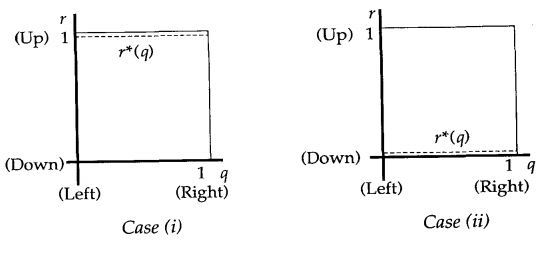 r
(Up) 1
r*(q)
(Down)
1 q
(Left) (Right)
Case (i)
r
(Up) 1
r*(q)
(Down)
1 q
(Left) (Right)
Case (ii)